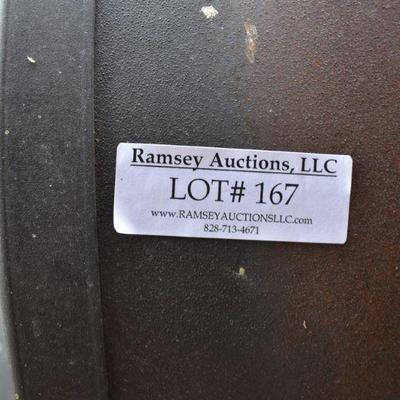 Ramsey Auctions, LLC
LOT# 167
www.RAMSEYAUCTIONSLLC.com
828-713-4671